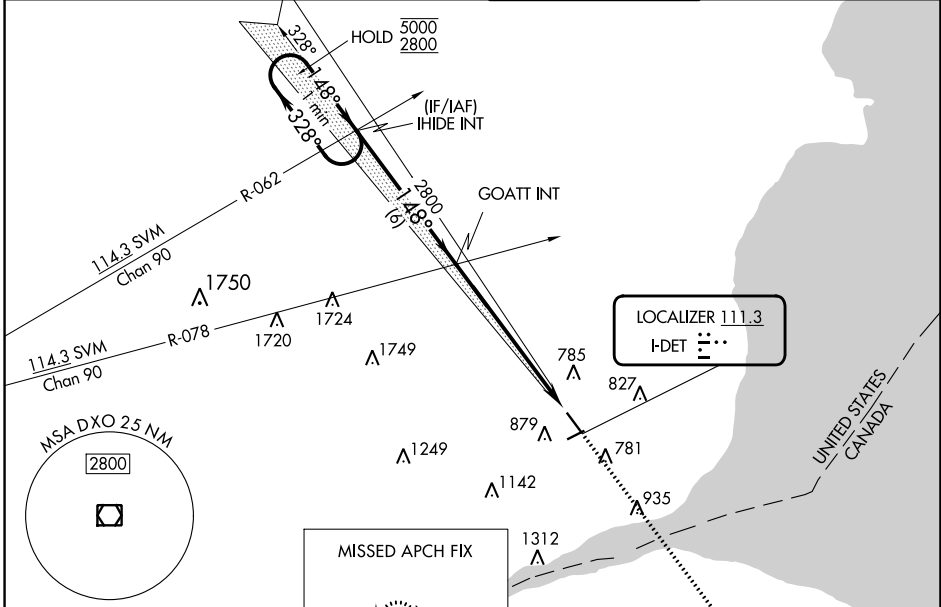 HOLD 5000
2800
328°
148°
1 min
328°
(IF/IAF)
IHIDE INT
R-062
2800
148°
(6)
GOATT INT
114.3 SVM
Chan 90
1750
1724
1720
R-078
114.3 SVM
Chan 90
1749
LOCALIZER 111.3
I-DET
785
827
879
781
UNITED STATES
CANADA
MSA DXO 25 NM
2800
1249
1142
935
1312
MISSED APCH FIX